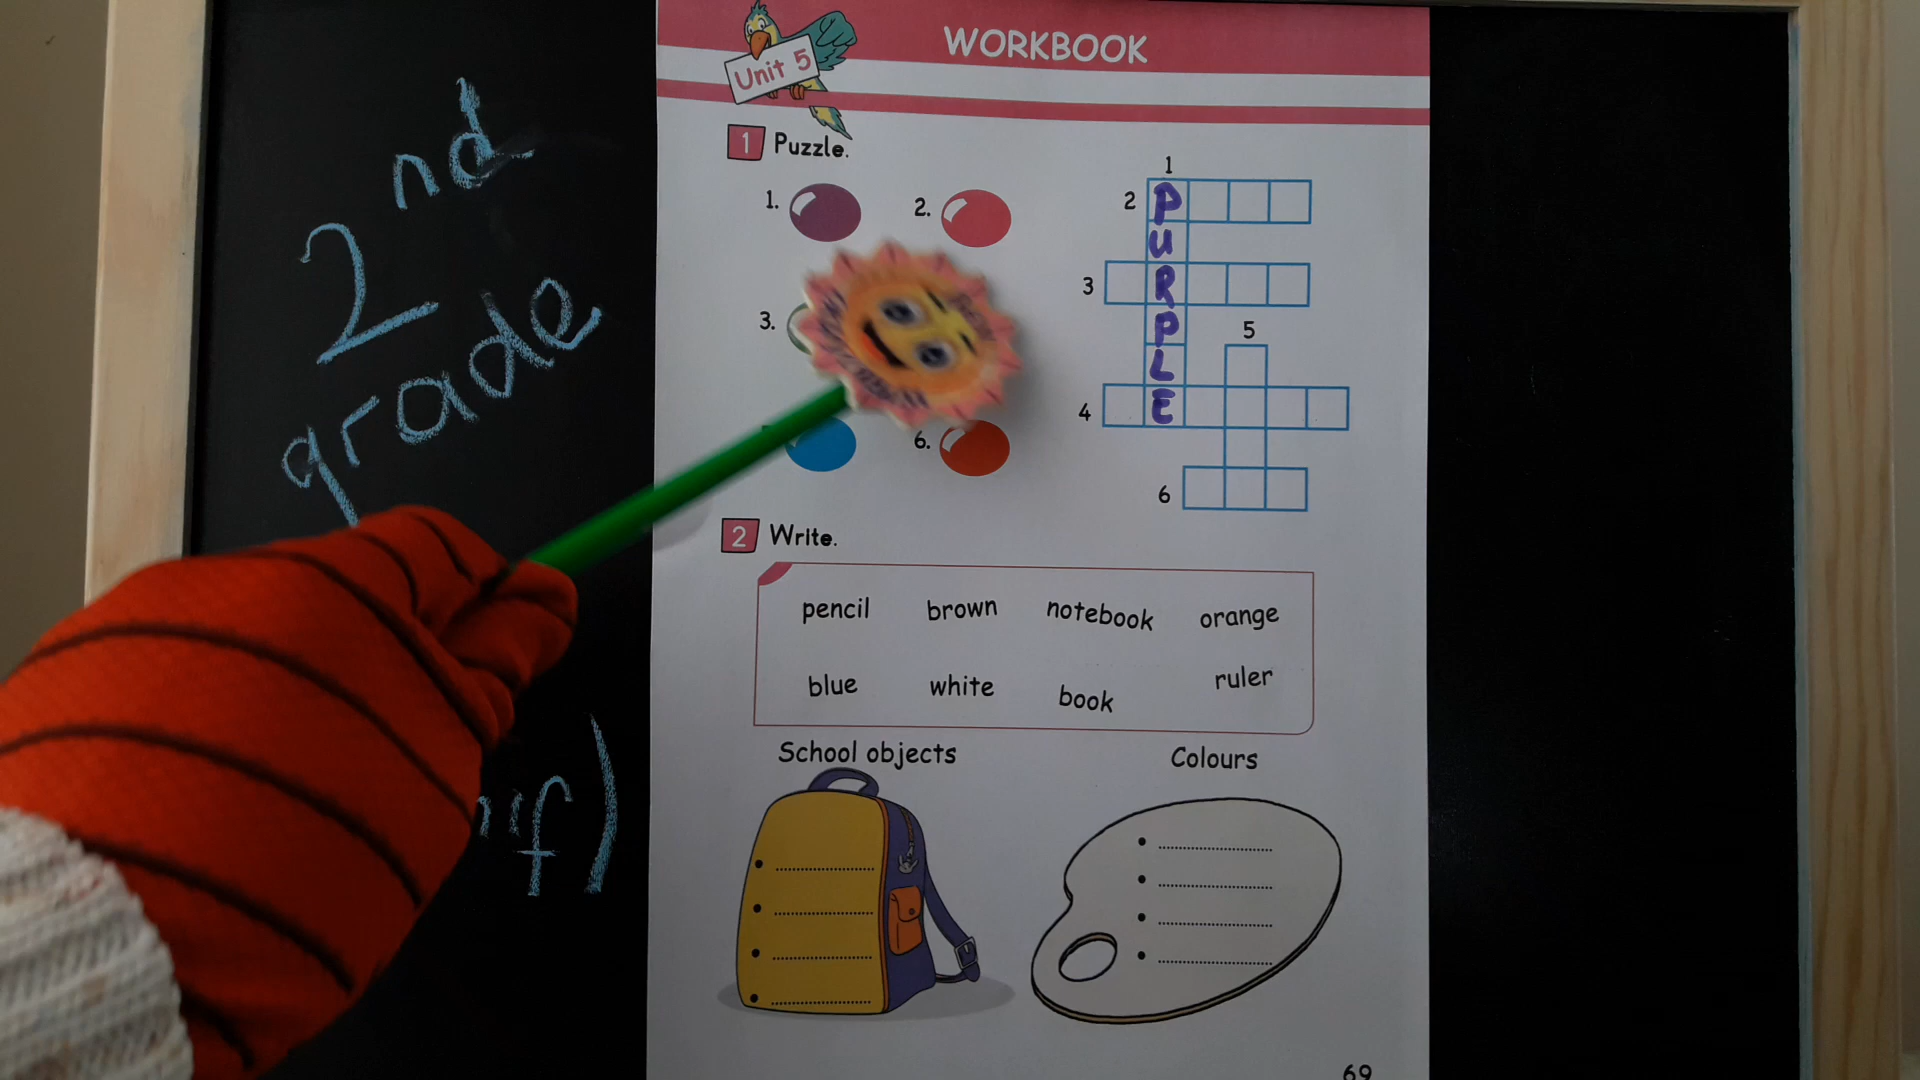 2nd
grade
WORKBOOK
Unit 5
1 Puzzle.
1. 2.
3.
6.
1
2 P
U
3 R
P 5
L
4 E
6
2 Write.
pencil brown notebook orange
blue white book ruler
School objects Colours
69